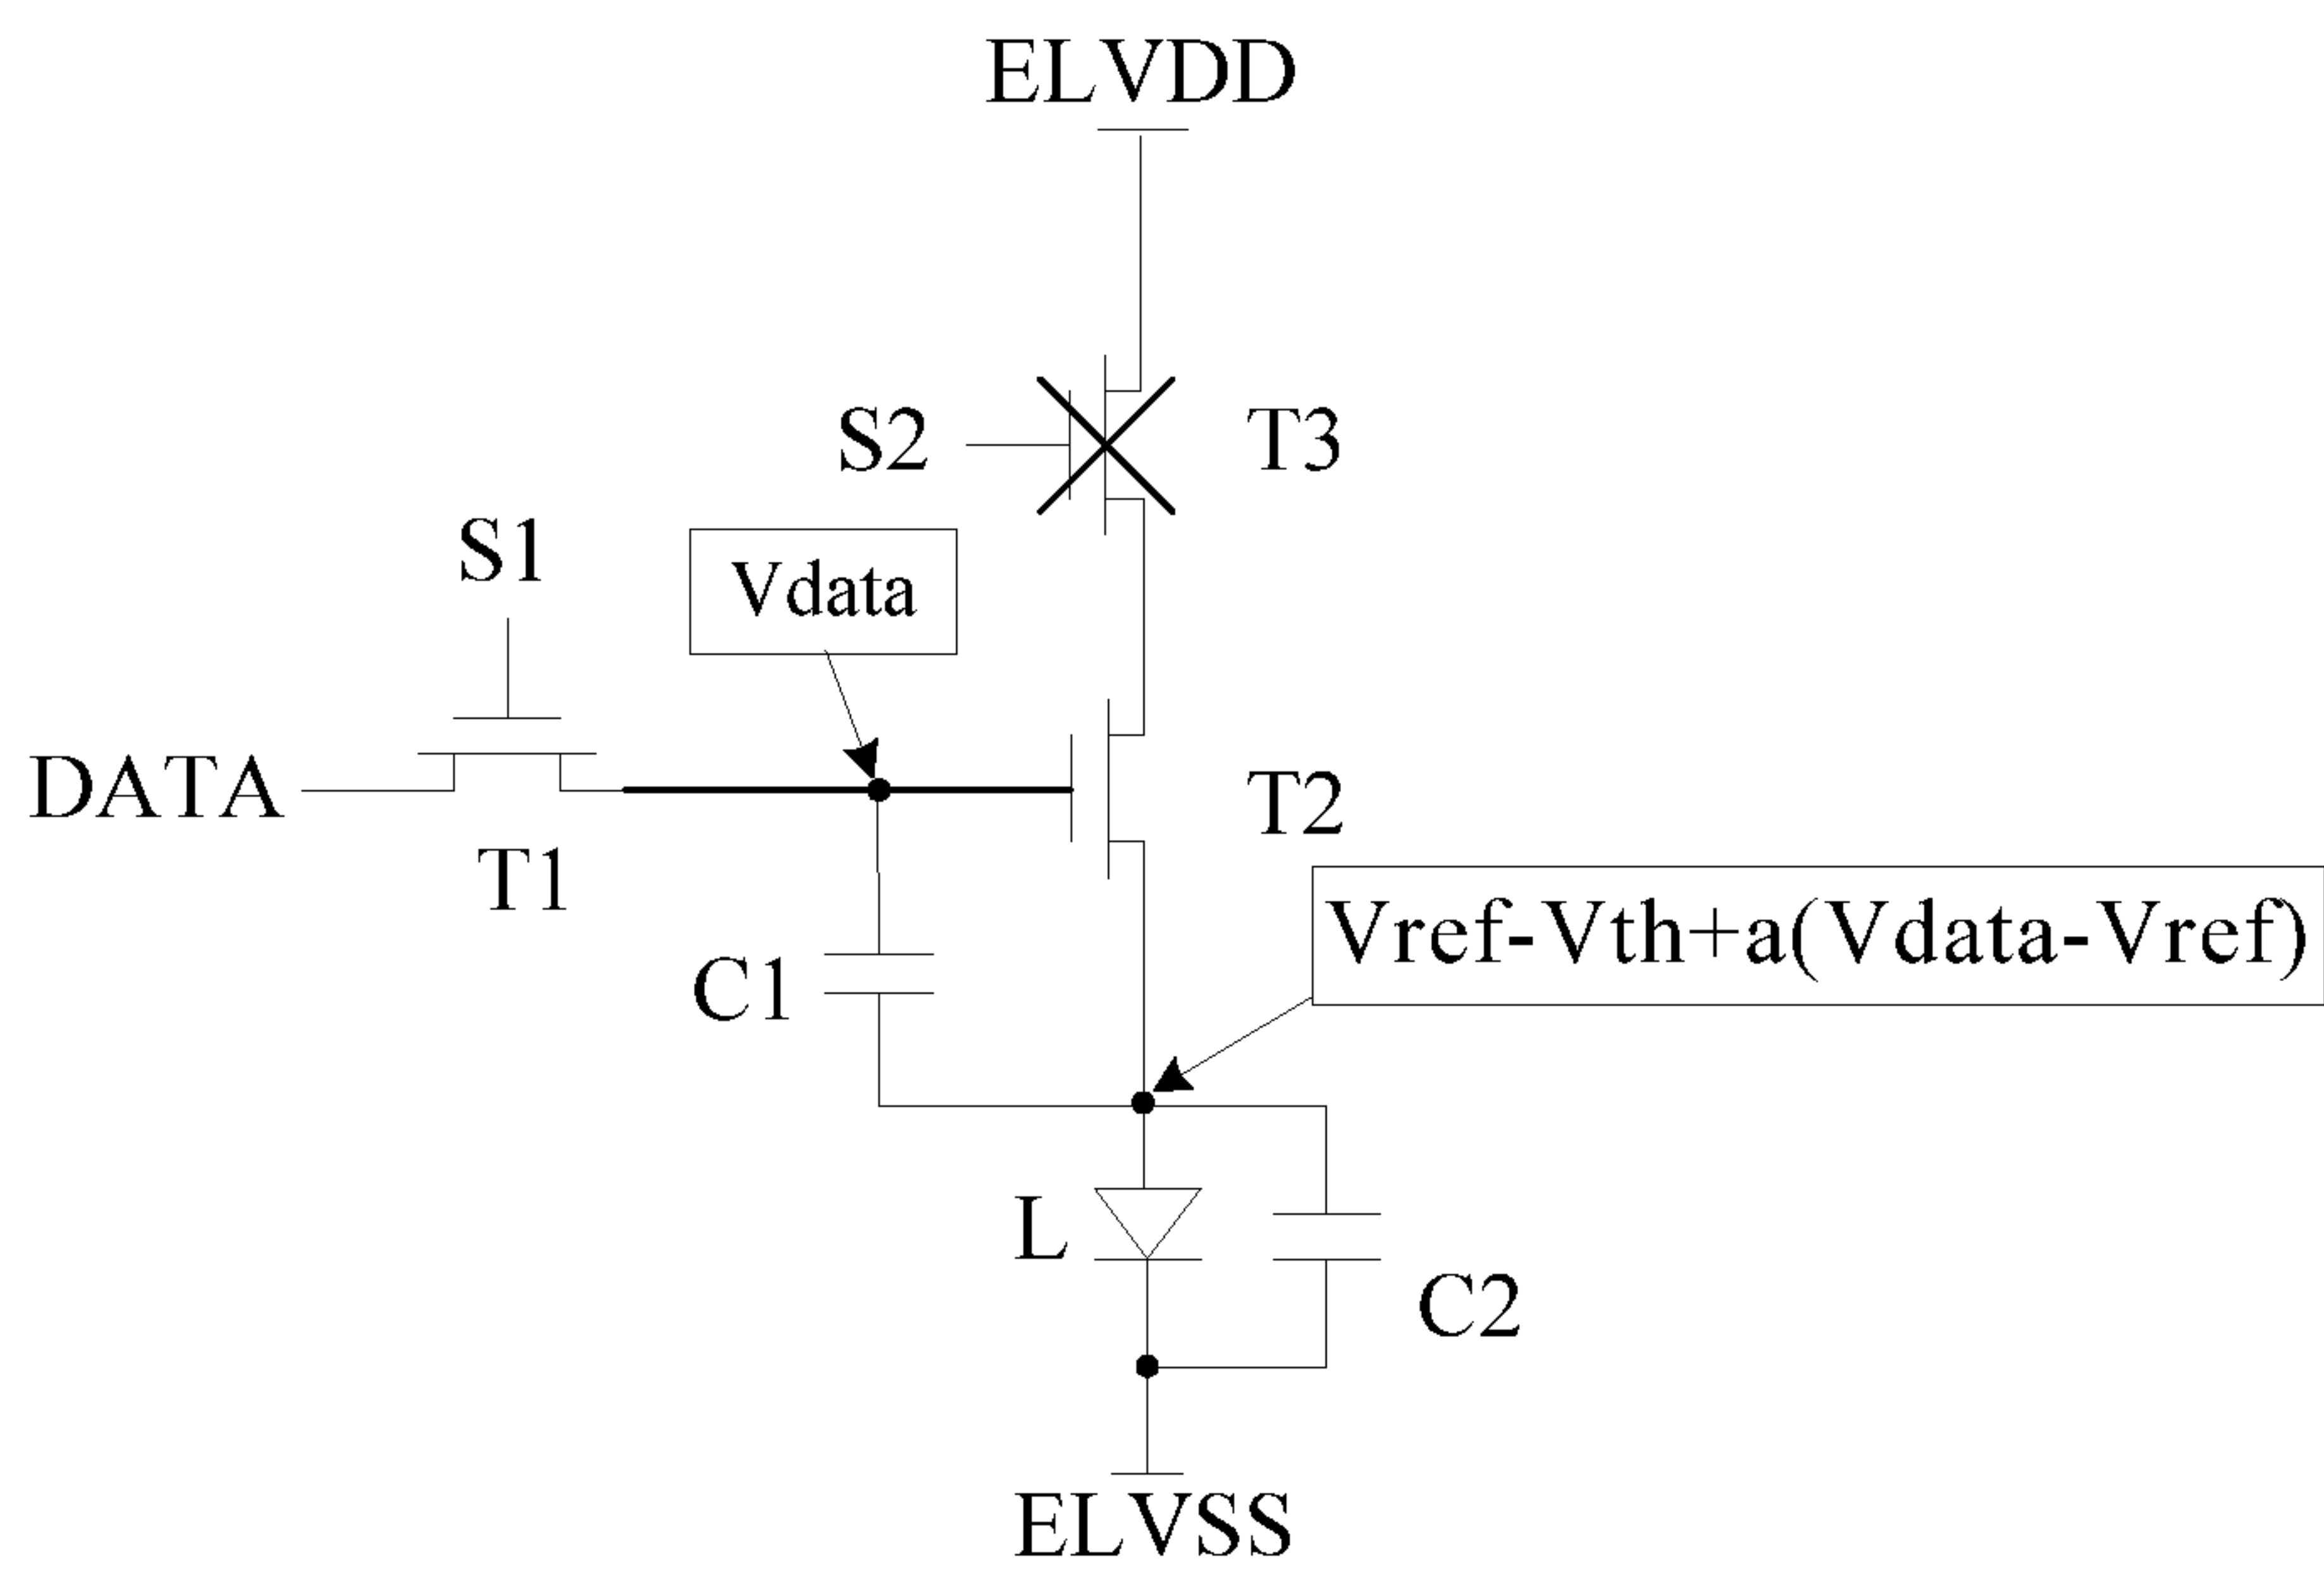 ELVDD
S2
T3
S1
Vdata
DATA
T2
T1
Vref-Vth+a(Vdata-Vref)
C1
L
C2
ELVSS